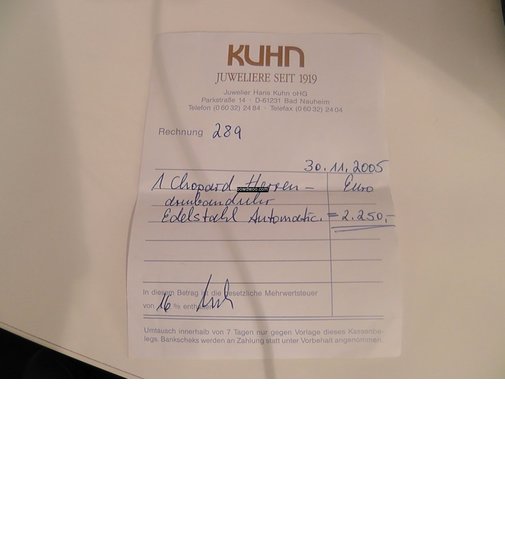 KUHN
JUWELIERE SEIT 1919
Juwelier Hans Kuhn oHG
Parkstraße 14 · D-61231 Bad Nauheim
Telefon (0 60 32) 24 84 · Telefax (0 60 32) 24 04
Rechnung 289
30.11.2005
1 Chopard Herren- Euro
armbanduhr
Edelstahl Automatic. = 2.250,-
In diesem Betrag ist die gesetzliche Mehrwertsteuer
von 16 % enthalten
Umtausch innerhalb von 7 Tagen nur gegen Vorlage dieses Kassenbe-
legs. Bankschecks werden an Zahlung statt unter Vorbehalt angenommen.